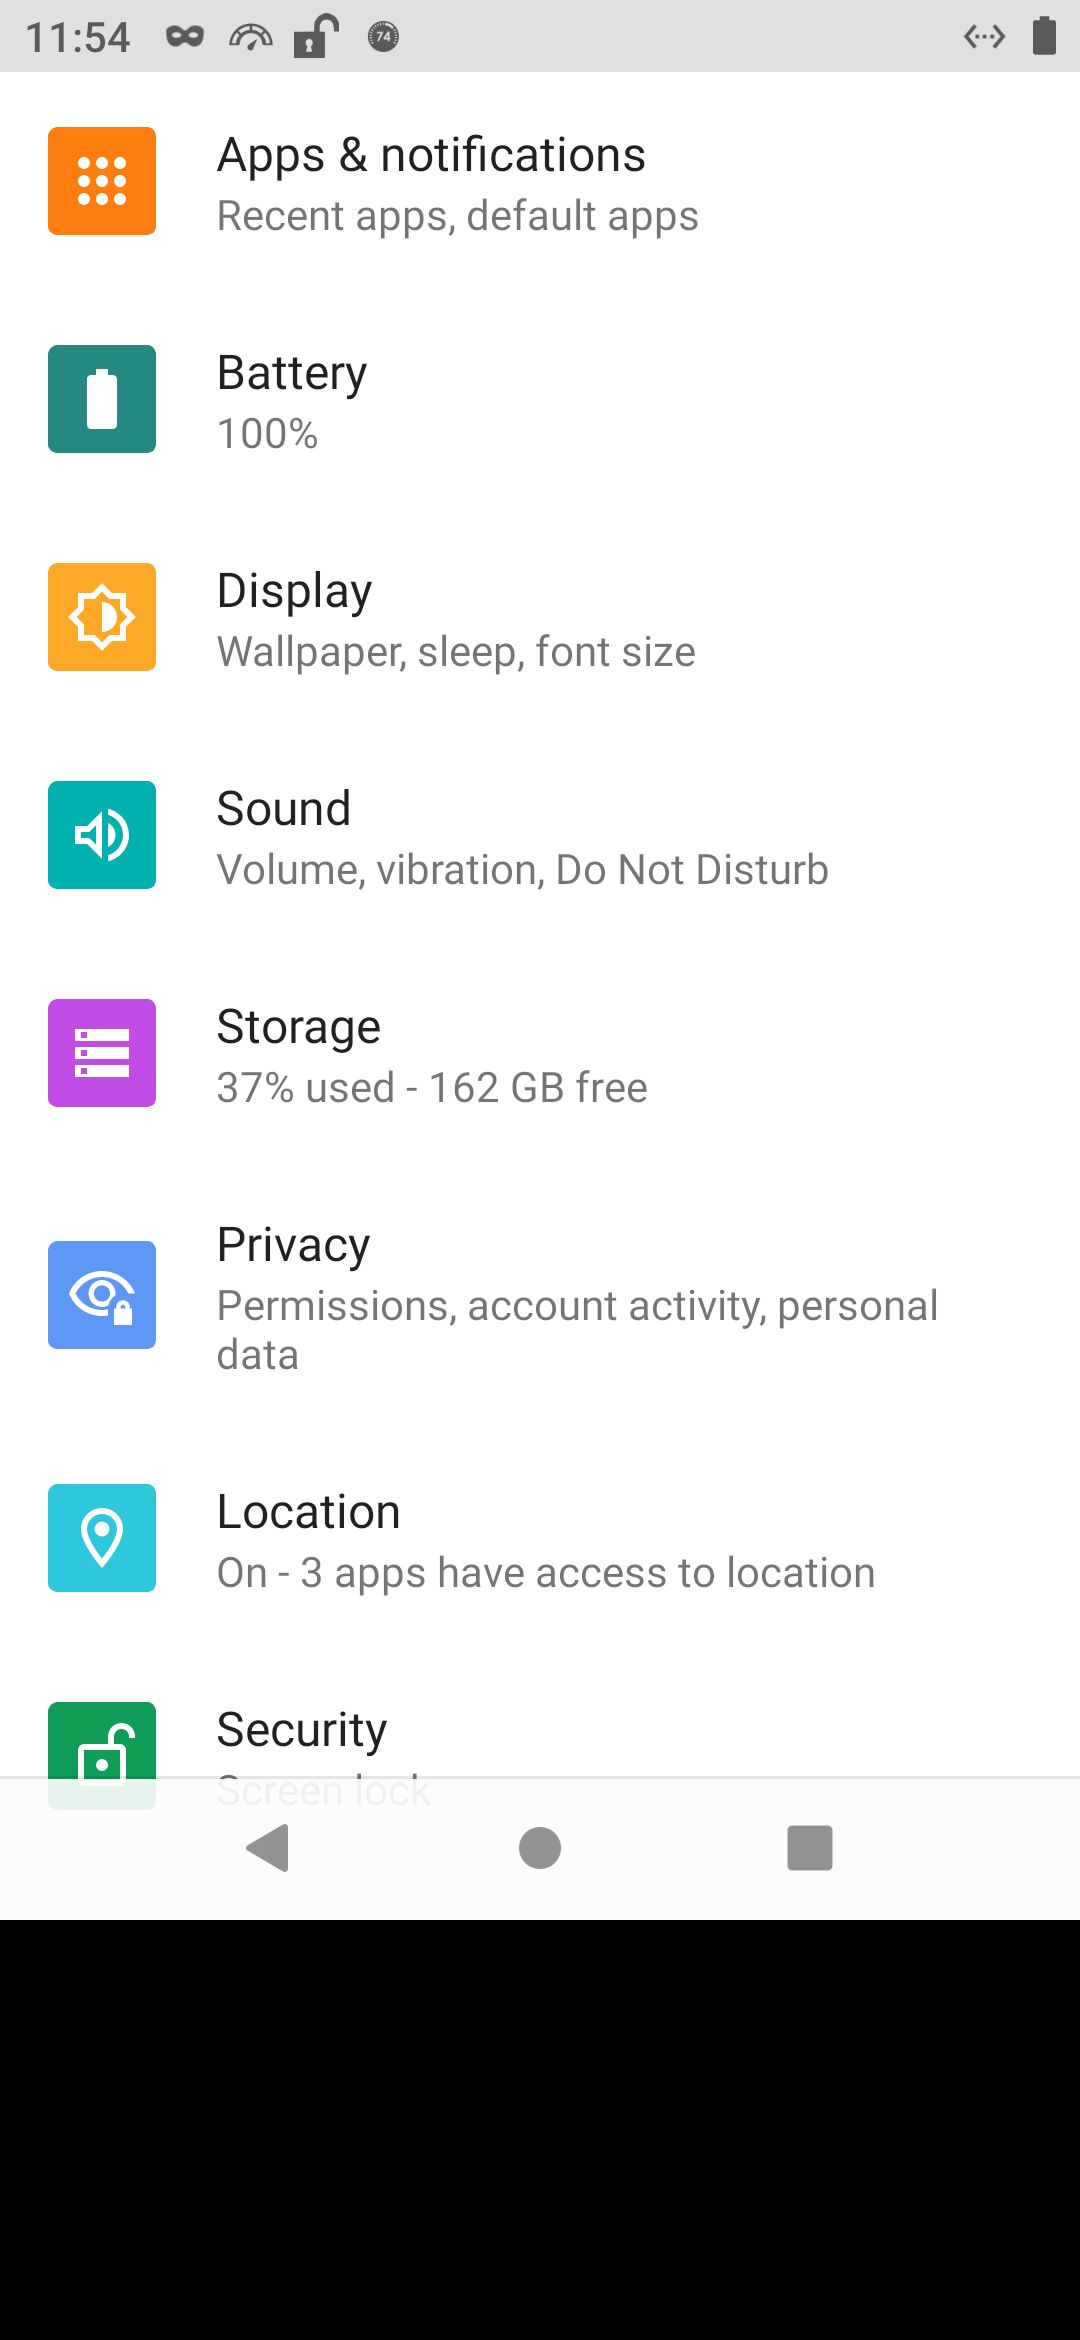 11:54 74
Apps & notifications
Recent apps, default apps
Battery
100%
Display
Wallpaper, sleep, font size
Sound
Volume, vibration, Do Not Disturb
Storage
37% used - 162 GB free
Privacy
Permissions, account activity, personal
data
Location
On - 3 apps have access to location
Security
Screen lock